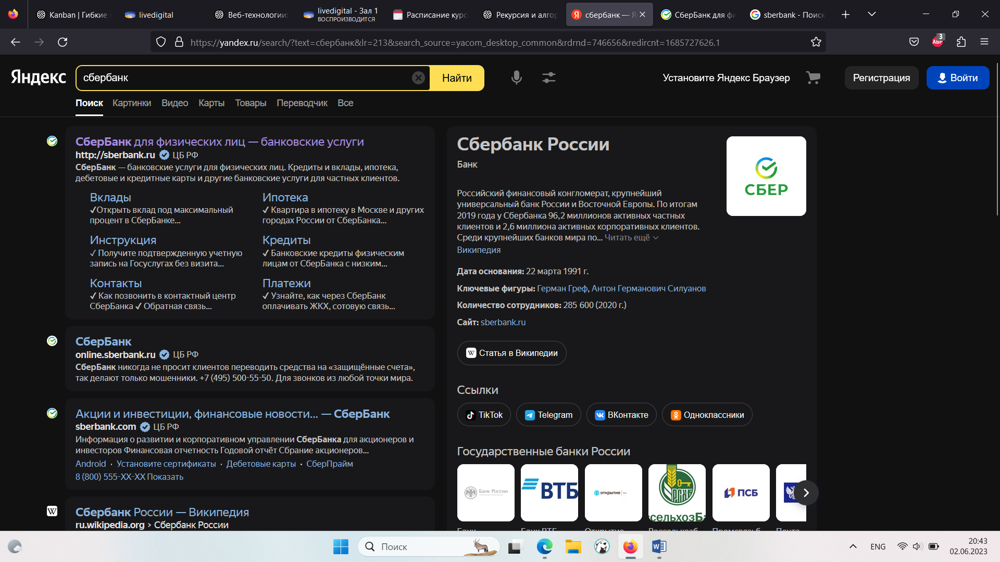 Kanban | Гибкие
livedigital
Веб-технологии:
livedigital - Зал 1
ВОСПРОИЗВОДИТСЯ
Расписание курса
Рекурсия и алгор
сбербанк — Я
СберБанк для фи
sberbank - Поиск
https://yandex.ru/search/?text=сбербанк&lr=213&search_source=yacom_desktop_common&rdrnd=746656&redircnt=1685727626.1
ABP
3
Яндекс
сбербанк
Найти
Установите Яндекс Браузер
Регистрация
Войти
Поиск
Картинки
Видео
Карты
Товары
Переводчик
Все
СберБанк для физических лиц — банковские услуги
http://sberbank.ru ЦБ РФ
СберБанк — банковские услуги для физических лиц. Кредиты и вклады, ипотека,
дебетовые и кредитные карты и другие банковские услуги для частных клиентов.
Вклады
✓Открыть вклад под максимальный
процент в СберБанке...
Ипотека
✓ Квартира в ипотеку в Москве и других
городах России от СберБанка...
Инструкция
✓ Получите подтвержденную учетную
запись на Госуслугах без визита...
Кредиты
✓ Банковские кредиты физическим
лицам от СберБанка с низким...
Контакты
✓ Как позвонить в контактный центр
СберБанка ✓ Обратная связь...
Платежи
✓ Узнайте, как через СберБанк
оплачивать ЖКХ, сотовую связь...
СберБанк
online.sberbank.ru ЦБ РФ
СберБанк никогда не просит клиентов переводить средства на «защищённые счета»,
так делают только мошенники. +7 (495) 500-55-50. Для звонков из любой точки мира.
Акции и инвестиции, финансовые новости... — СберБанк
sberbank.com ЦБ РФ
Информация о развитии и корпоративном управлении СберБанка для акционеров и
инвесторов Финансовая отчетность Годовой отчёт Сбрание акционеров...
Android · Установите сертификаты · Дебетовые карты · СберПрайм
8 (800) 555-XX-XX Показать
W
Сбербанк России — Википедия
ru.wikipedia.org › Сбербанк России
Сбербанк России
Банк
СБЕР
Российский финансовый конгломерат, крупнейший
универсальный банк России и Восточной Европы. По итогам
2019 года у Сбербанка 96,2 миллионов активных частных
клиентов и 2,6 миллиона активных корпоративных клиентов.
Среди крупнейших банков мира по... Читать ещё
Википедия
Дата основания: 22 марта 1991 г.
Ключевые фигуры: Герман Греф, Антон Германович Силуанов
Количество сотрудников: 285 600 (2020 г.)
Сайт: sberbank.ru
W Статья в Википедии
Ссылки
TikTok
Telegram
ВКонтакте
Одноклассники
Государственные банки России
Банк России
ВТБ
открытие
РСХБ
ссельхозБа
ПСБ
Банк
Банк ВТБ
Открытие
Россельхозб
Промсвязьб
Почта
Поиск
ENG
20:43
02.06.2023